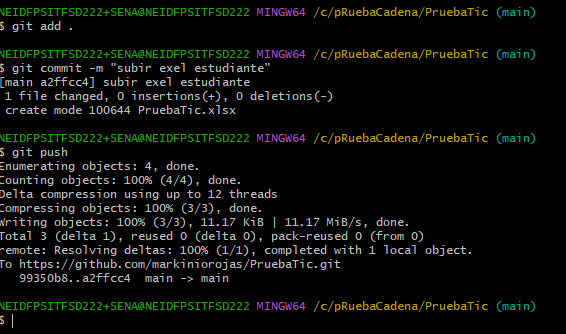 NEIDFPSITFSD222+SENA@NEIDFPSITFSD222 MINGW64 /c/pRuebaCadena/PruebaTic (main)
$ git add .
NEIDFPSITFSD222+SENA@NEIDFPSITFSD222 MINGW64 /c/pRuebaCadena/PruebaTic (main)
$ git commit -m "subir exel estudiante"
[main a2ffcc4] subir exel estudiante
1 file changed, 0 insertions(+), 0 deletions(-)
create mode 100644 PruebaTic.xlsx
NEIDFPSITFSD222+SENA@NEIDFPSITFSD222 MINGW64 /c/pRuebaCadena/PruebaTic (main)
$ git push
Enumerating objects: 4, done.
Counting objects: 100% (4/4), done.
Delta compression using up to 12 threads
Compressing objects: 100% (3/3), done.
Writing objects: 100% (3/3), 11.17 KiB | 11.17 MiB/s, done.
Total 3 (delta 1), reused 0 (delta 0), pack-reused 0 (from 0)
remote: Resolving deltas: 100% (1/1), completed with 1 local object.
To https://github.com/markiniorojas/PruebaTic.git
99350b8..a2ffcc4  main -> main
NEIDFPSITFSD222+SENA@NEIDFPSITFSD222 MINGW64 /c/pRuebaCadena/PruebaTic (main)
$